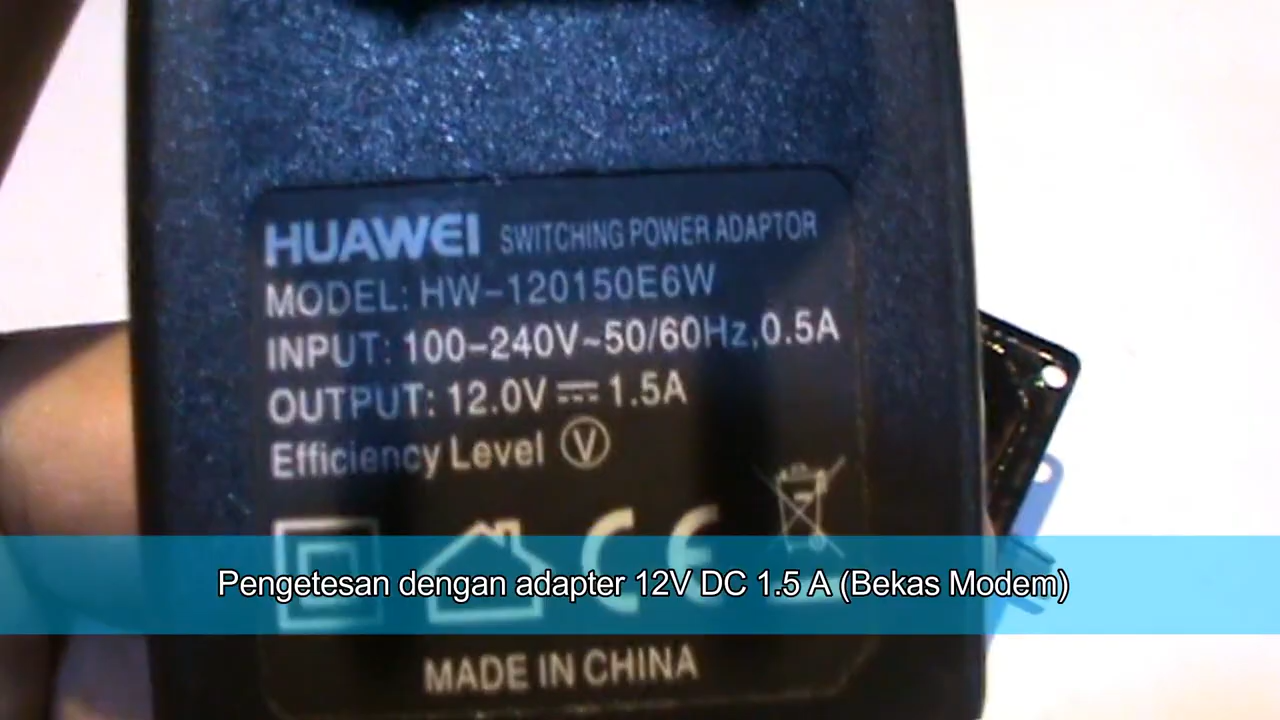 HUAWEI SWITCHING POWER ADAPTOR
MODEL: HW-120150E6W
INPUT: 100-240V~50/60Hz,0.5A
OUTPUT: 12.0V⎓1.5A
Efficiency Level Ⓥ
CE
Pengetesan dengan adapter 12V DC 1.5 A (Bekas Modem)
MADE IN CHINA